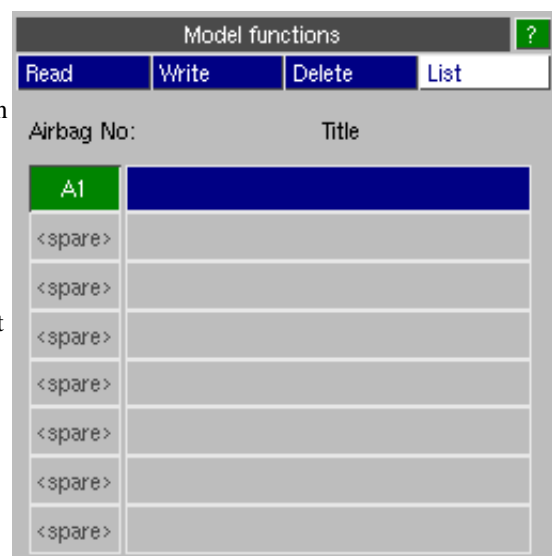 Model functions ?
Read Write Delete List
Airbag No: Title
A1
<spare>
<spare>
<spare>
<spare>
<spare>
<spare>
<spare>